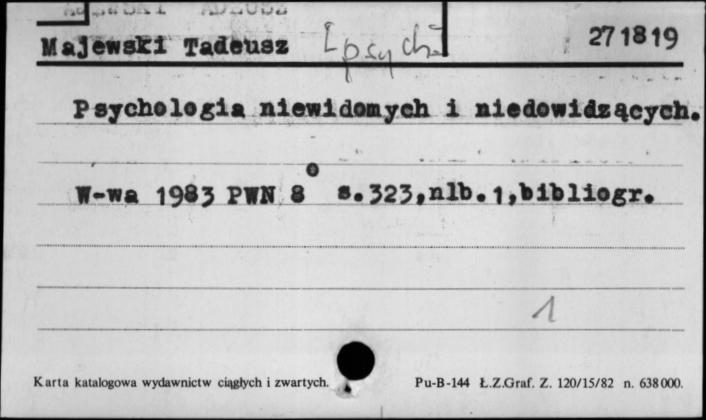 Majewski Tadeusz [psych 271819
Psychologia niewidomych i niedowidzących.
W-wa 1983 PWN 8° s.323,nlb.1,bibliogr.
1
Karta katalogowa wydawnictw ciągłych i zwartych. Pu-B-144 Ł.Z.Graf. Z. 120/15/82 n. 638000.